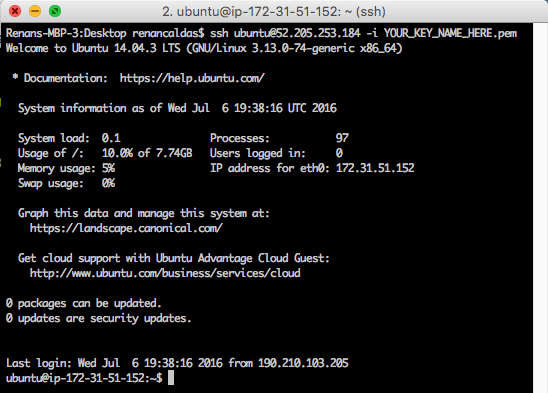 2. ubuntu@ip-172-31-51-152: ~ (ssh)
Renans-MBP-3:Desktop renancaldas$ ssh ubuntu@52.205.253.184 -i YOUR_KEY_NAME_HERE.pem
Welcome to Ubuntu 14.04.3 LTS (GNU/Linux 3.13.0-74-generic x86_64)
* Documentation:  https://help.ubuntu.com/
System information as of Wed Jul  6 19:38:16 UTC 2016
System load:  0.1               Processes:           97
Usage of /:   10.0% of 7.74GB   Users logged in:     0
Memory usage: 5%                IP address for eth0: 172.31.51.152
Swap usage:   0%
Graph this data and manage this system at:
https://landscape.canonical.com/
Get cloud support with Ubuntu Advantage Cloud Guest:
http://www.ubuntu.com/business/services/cloud
0 packages can be updated.
0 updates are security updates.
Last login: Wed Jul  6 19:38:16 2016 from 190.210.103.205
ubuntu@ip-172-31-51-152:~$